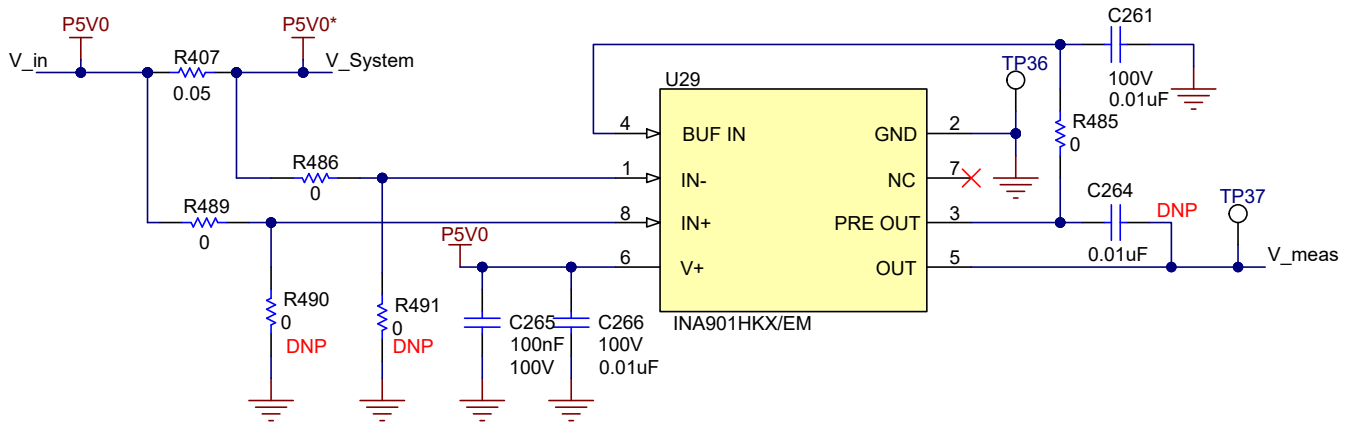 P5V0
P5V0*
C261
V_in
R407
V_System
0.05
100V
0.01uF
TP36
U29
R485
0
4
BUF IN
GND
2
R486
0
1
IN-
NC
7
C264
DNP
TP37
R489
0
8
IN+
PRE OUT
3
0.01uF
P5V0
6
V+
OUT
5
V_meas
R490
0
DNP
R491
0
DNP
C265
100nF
100V
C266
100V
0.01uF
INA901HKX/EM